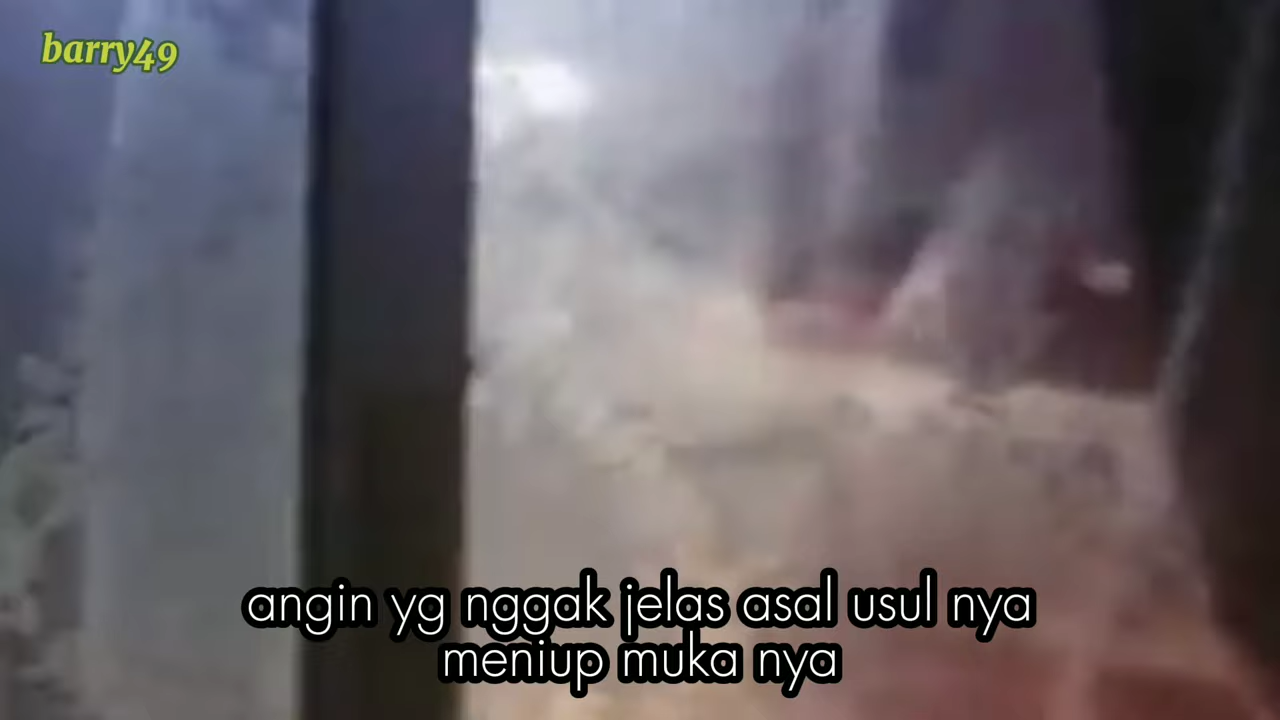 barry49
angin yg nggak jelas asal usul nya
meniup muka nya